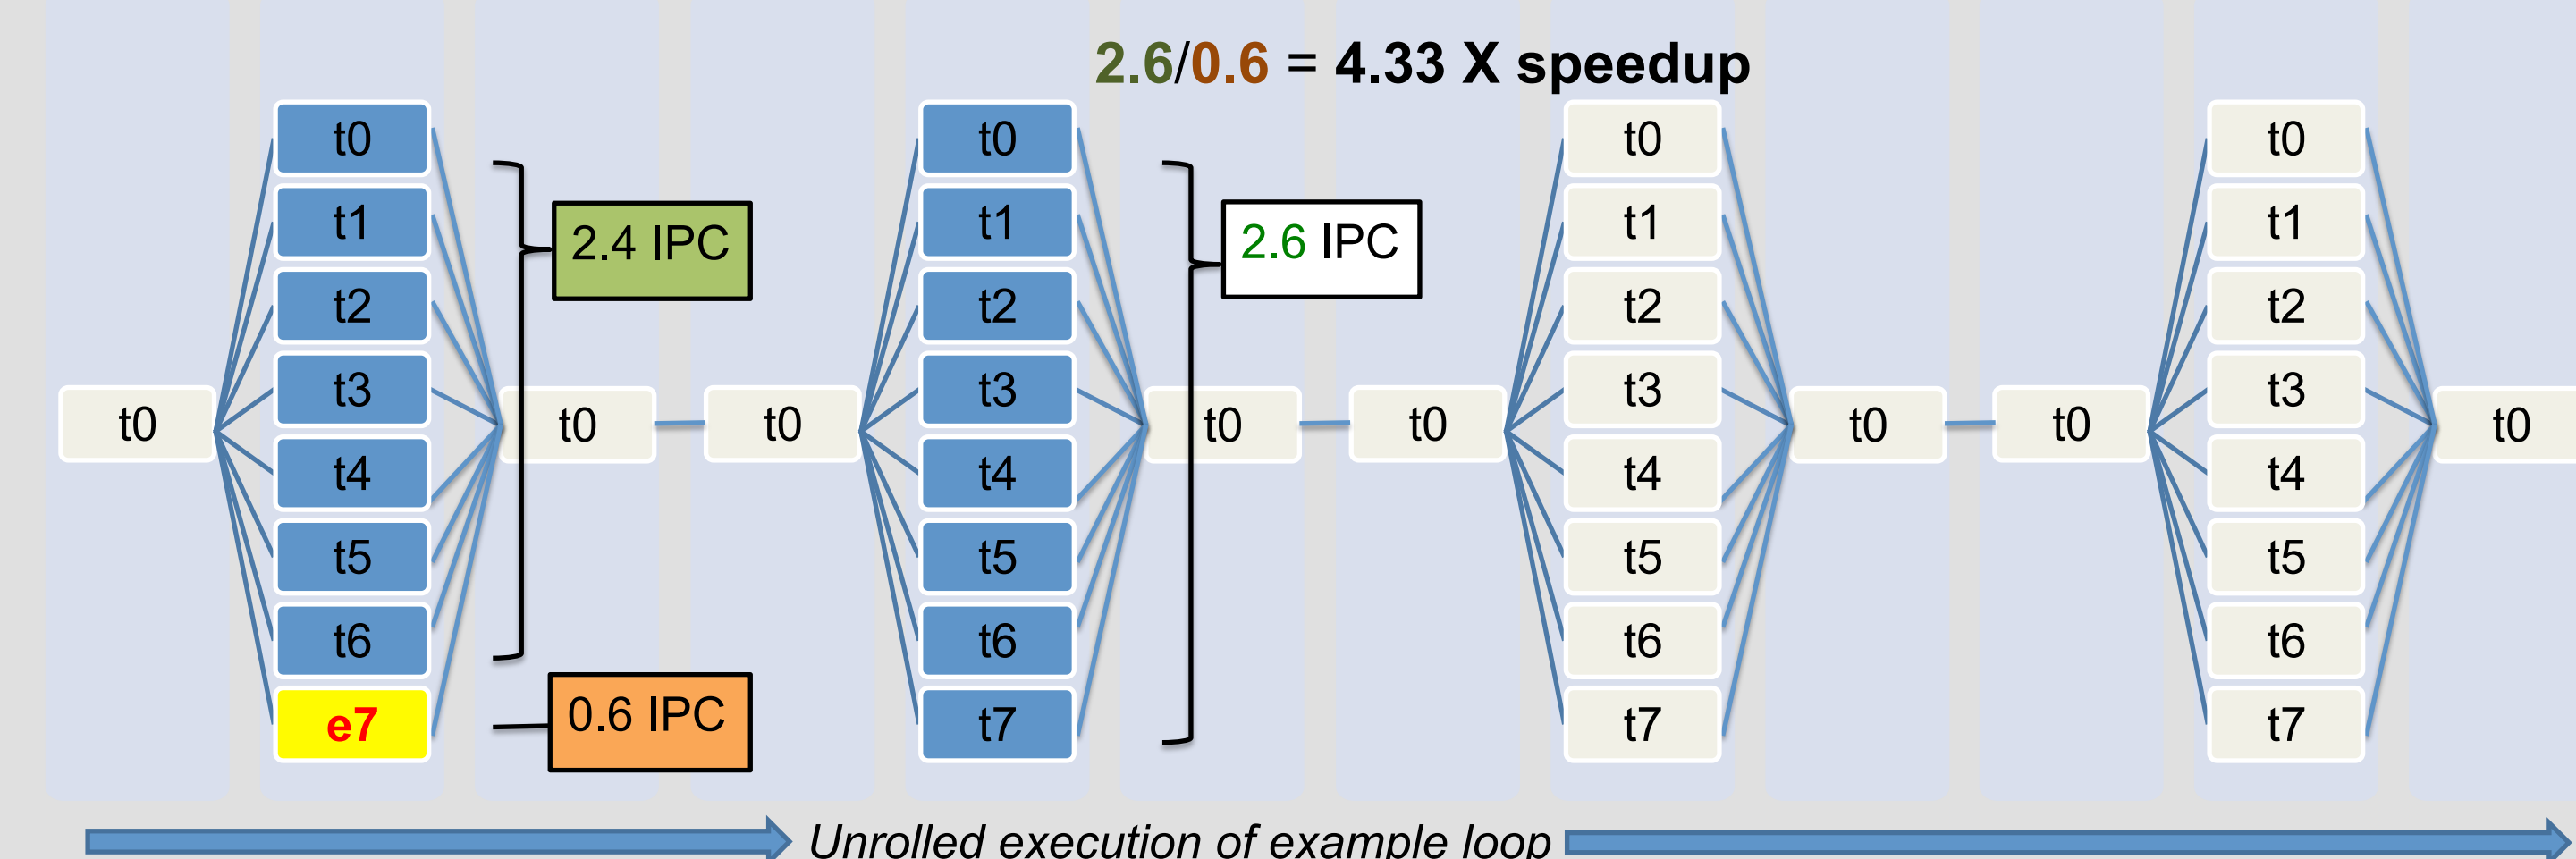 2.6/0.6 = 4.33 X speedup
t0
t0
t1
t2
t3
t4
t5
t6
e7
2.4 IPC
0.6 IPC
t0
t0
t0
t1
t2
t3
t4
t5
t6
t7
2.6 IPC
t0
t0
t0
t1
t2
t3
t4
t5
t6
t7
t0
t0
t0
t1
t2
t3
t4
t5
t6
t7
t0
Unrolled execution of example loop